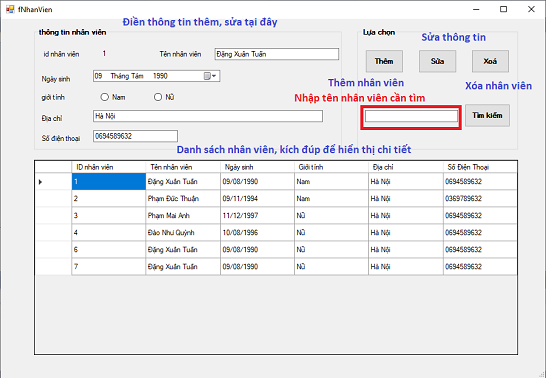 fNhanVien
Điền thông tin thêm, sửa tại đây
thông tin nhân viên
Lựa chọn
id nhân viên 1 Tên nhân viên Đặng Xuân Tuấn
Sửa thông tin
Thêm Sửa Xoá
Ngày sinh 09 Tháng Tám 1990
Thêm nhân viên
Xóa nhân viên
giới tính Nam Nữ
Nhập tên nhân viên cần tìm
Địa chỉ Hà Nội
Tìm kiếm
Số điện thoại 0694589632
Danh sách nhân viên, kích đúp để hiển thị chi tiết
ID nhân viên Tên nhân viên Ngày sinh Giới tính Địa chỉ Số Điện Thoại
1 Đặng Xuân Tuấn 09/08/1990 Nam Hà Nội 0694589632
2 Phạm Đức Thuận 09/11/1994 Nam Hà Nội 0369789632
3 Phạm Mai Anh 11/12/1997 Nữ Hà Nội 0694589632
4 Đào Như Quỳnh 10/08/1996 Nữ Hà Nội 0694589632
6 Đặng Xuân Tuấn 09/08/1990 Nữ Hà Nội 0694589632
7 Đặng Xuân Tuấn 09/08/1990 Nữ Hà Nội 0694589632